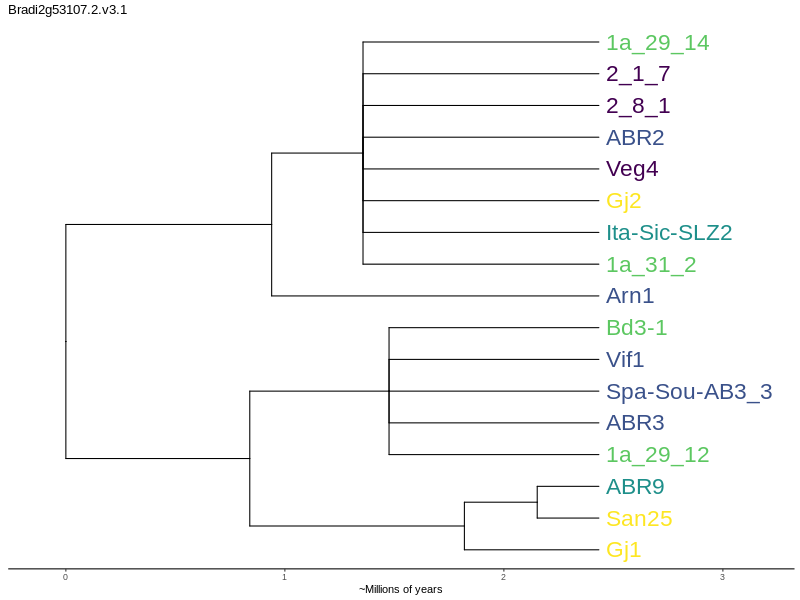 Bradi2g53107.2.v3.1
1a_29_14
2_1_7
2_8_1
ABR2
Veg4
Gj2
Ita-Sic-SLZ2
1a_31_2
Arn1
Bd3-1
Vif1
Spa-Sou-AB3_3
ABR3
1a_29_12
ABR9
San25
Gj1
0 1 2 3
~Millions of years